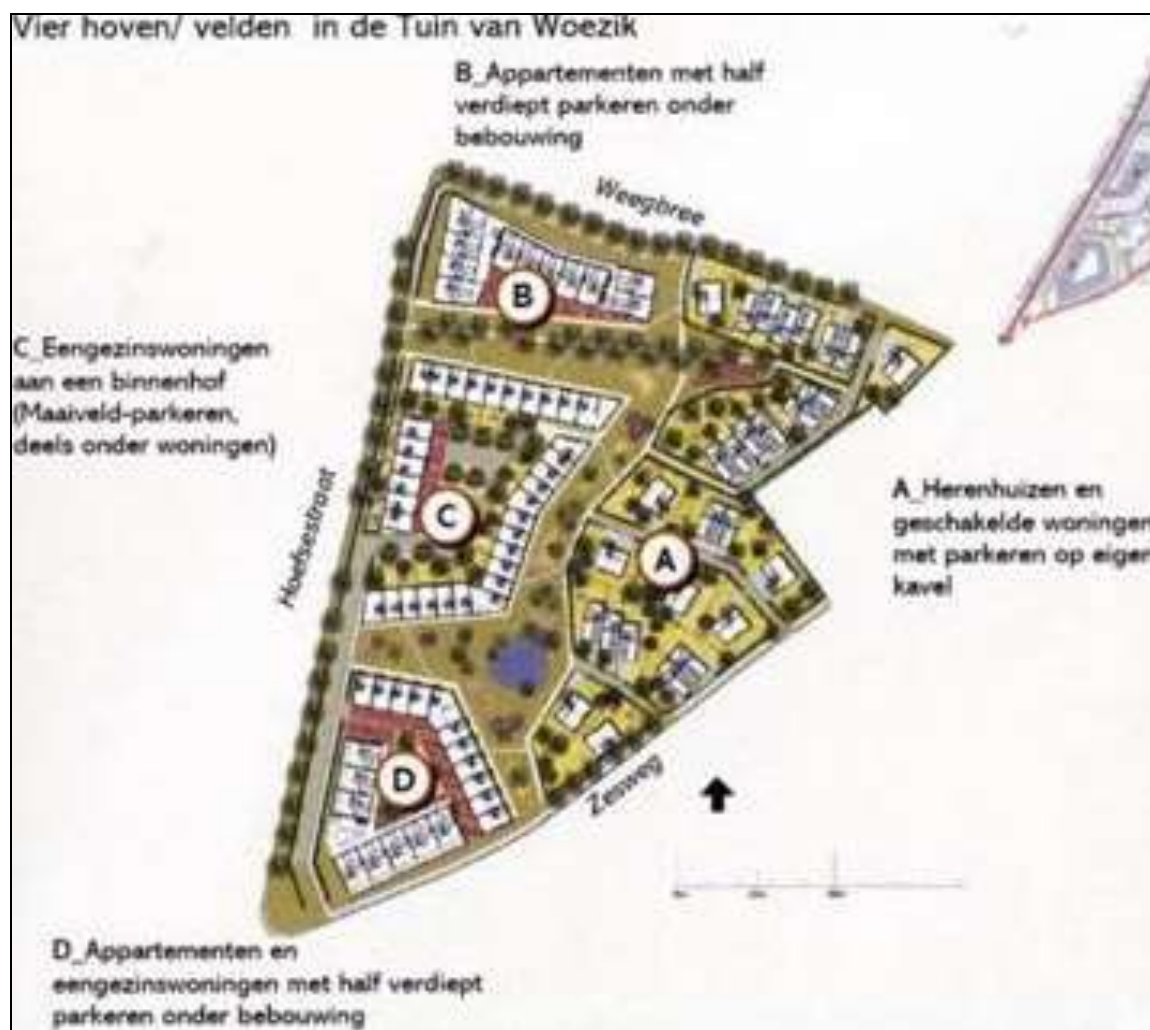 Vier hoven/ velden in de Tuin van Woezik
B_Appartementen met half
verdiept parkeren onder
bebouwing
Weegbree
B
C_Eengezinswoningen
aan een binnenhof
(Maaiveld-parkeren,
deels onder woningen)
Hoefsestraat
C
A
A_Herenhuizen en
geschakelde woningen
met parkeren op eigen
kavel
D
Zesweg
D_Appartementen en
eengezinswoningen met half verdiept
parkeren onder bebouwing